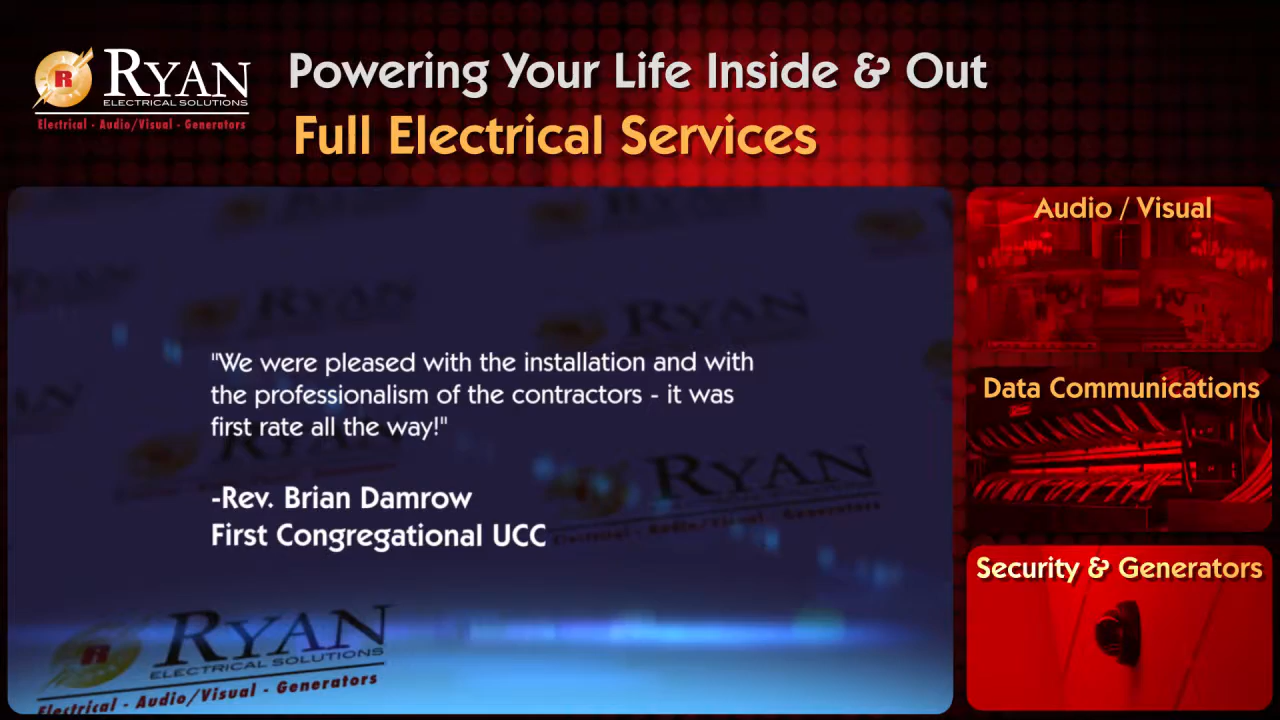 RYAN
ELECTRICAL SOLUTIONS
Electrical - Audio/Visual - Generators
Powering Your Life Inside & Out
Full Electrical Services
"We were pleased with the installation and with
the professionalism of the contractors - it was
first rate all the way!"
-Rev. Brian Damrow
First Congregational UCC
RYAN
RYAN
ELECTRICAL SOLUTIONS
Electrical - Audio/Visual - Generators
Audio / Visual
Data Communications
Security & Generators